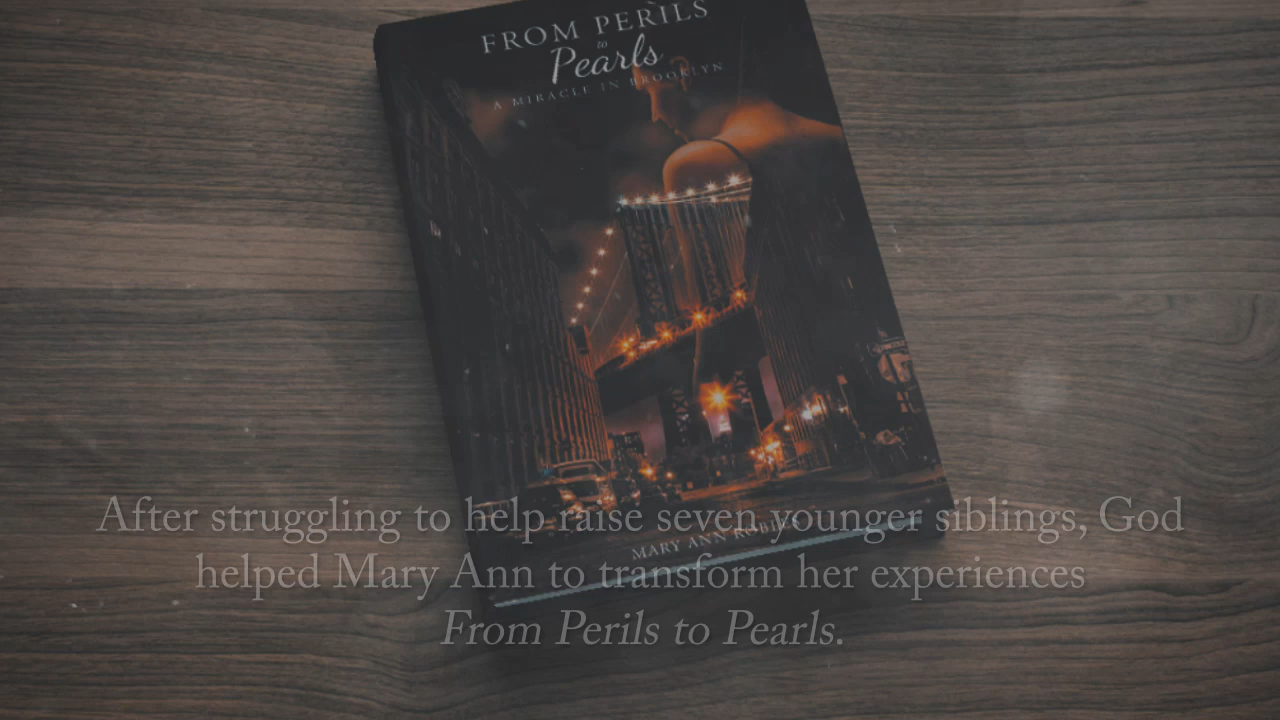 FROM PERILS
to
Pearls
A MIRACLE IN BROOKLYN
After struggling to help raise seven younger siblings, God
MARY ANN ROBLES
helped Mary Ann to transform her experiences
From Perils to Pearls.